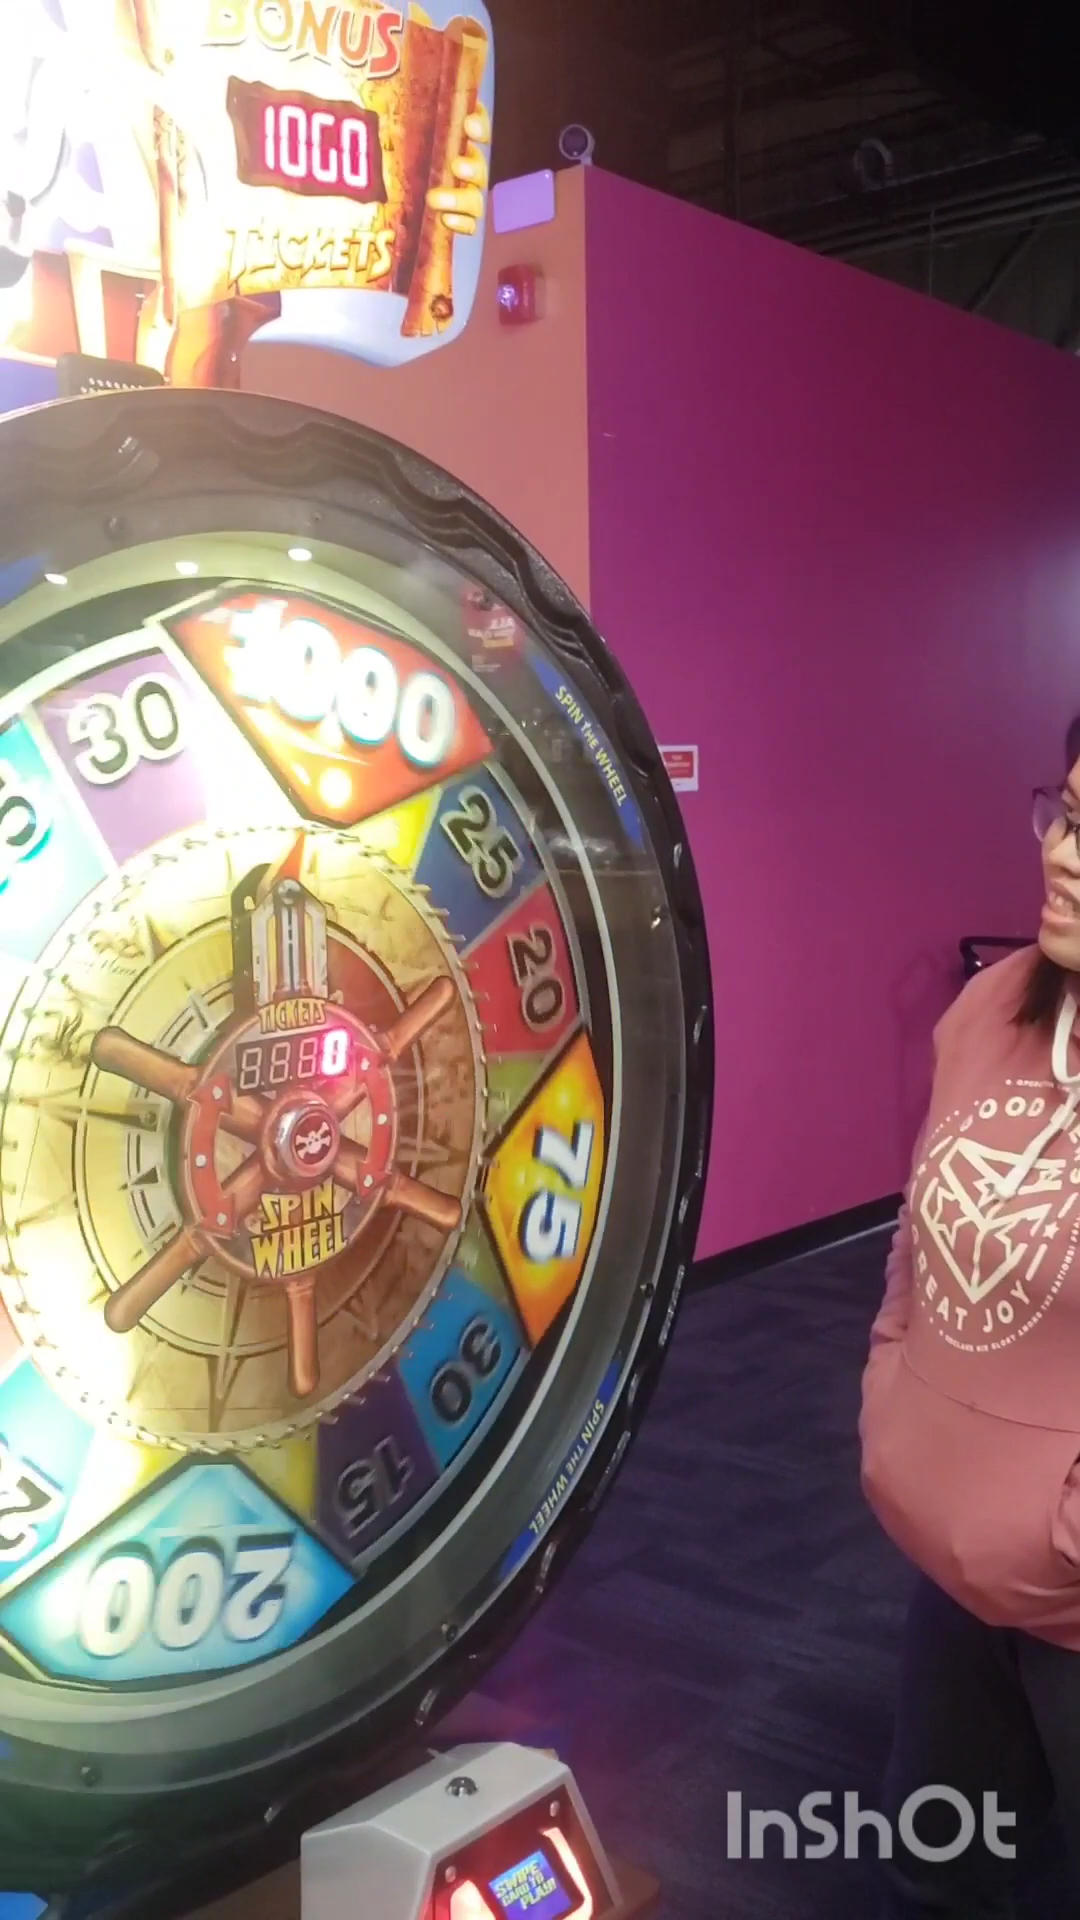 BONUS
1060
TICKETS
1000
30
25
SPIN THE WHEEL
20
TICKETS
8.8.8.0
75
SPIN
WHEEL
30
15
200
SPIN THE WHEEL
GREAT JOY
SWIPE
CARD TO
PLAY!
InShOt